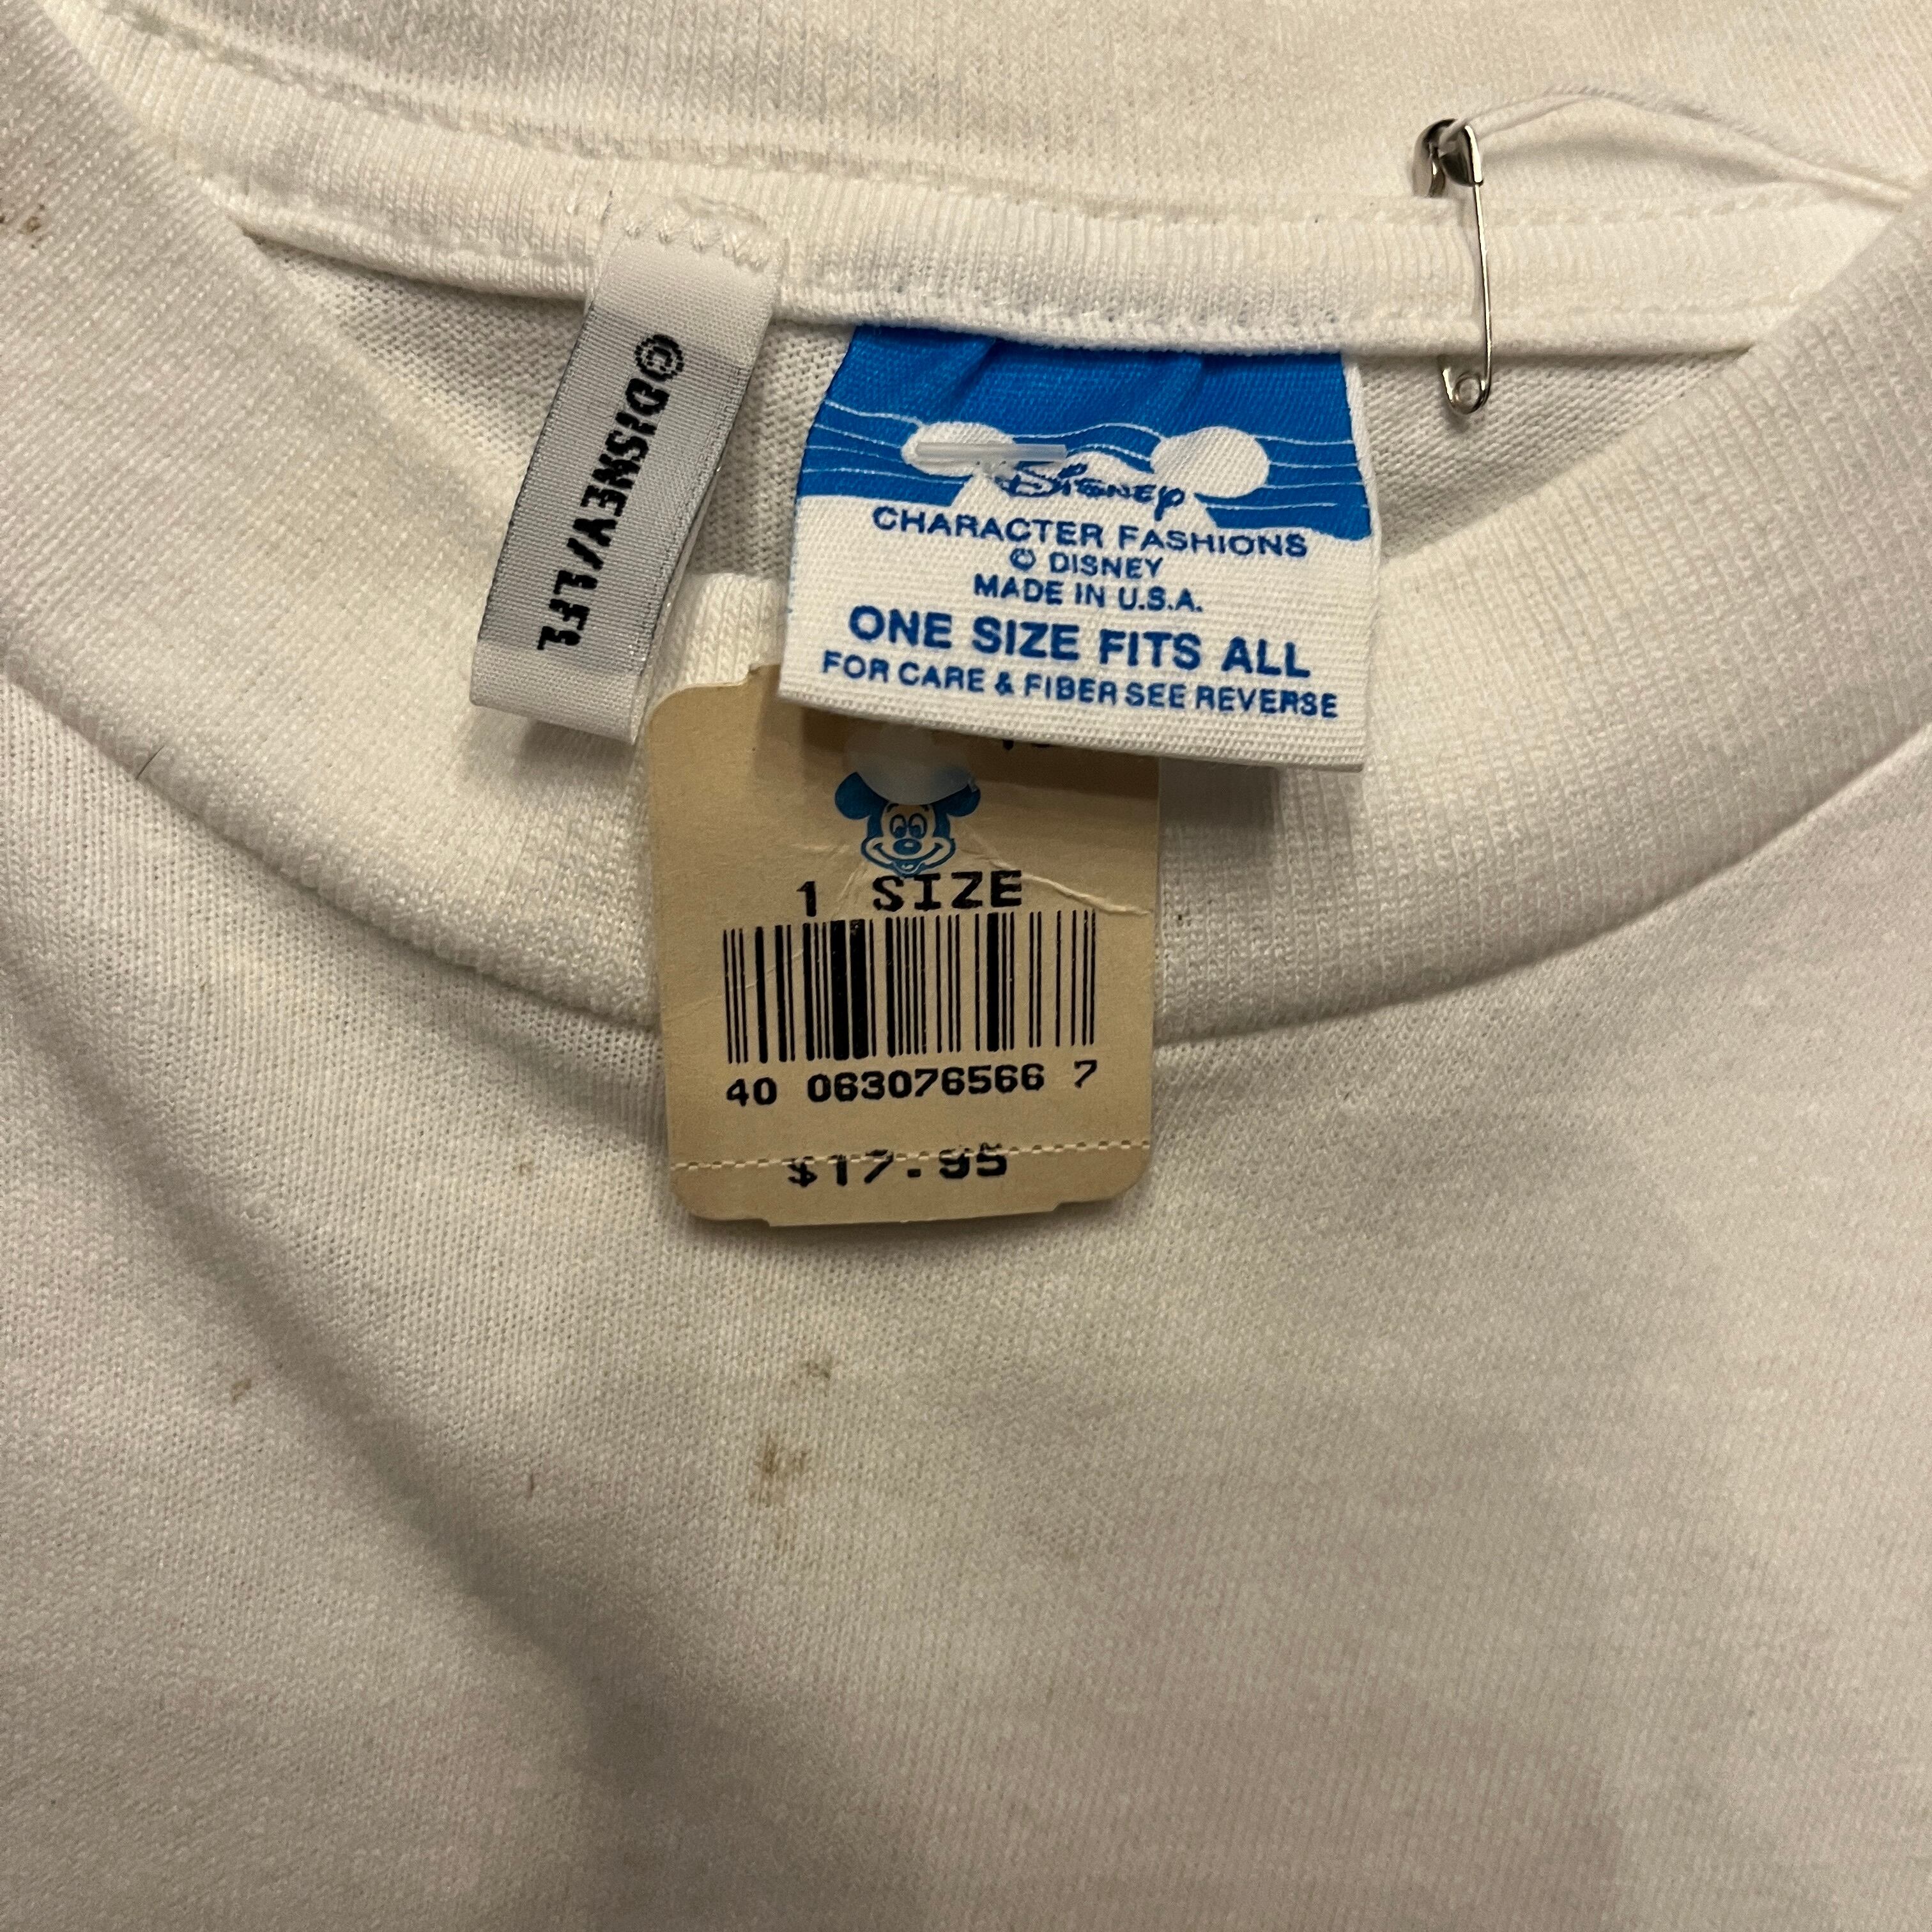 ©DISNEY/LFL
Disney
CHARACTER FASHIONS
© DISNEY
MADE IN U.S.A.
ONE SIZE FITS ALL
FOR CARE & FIBER SEE REVERSE
1 SIZE
40 063076566 7
$17.95